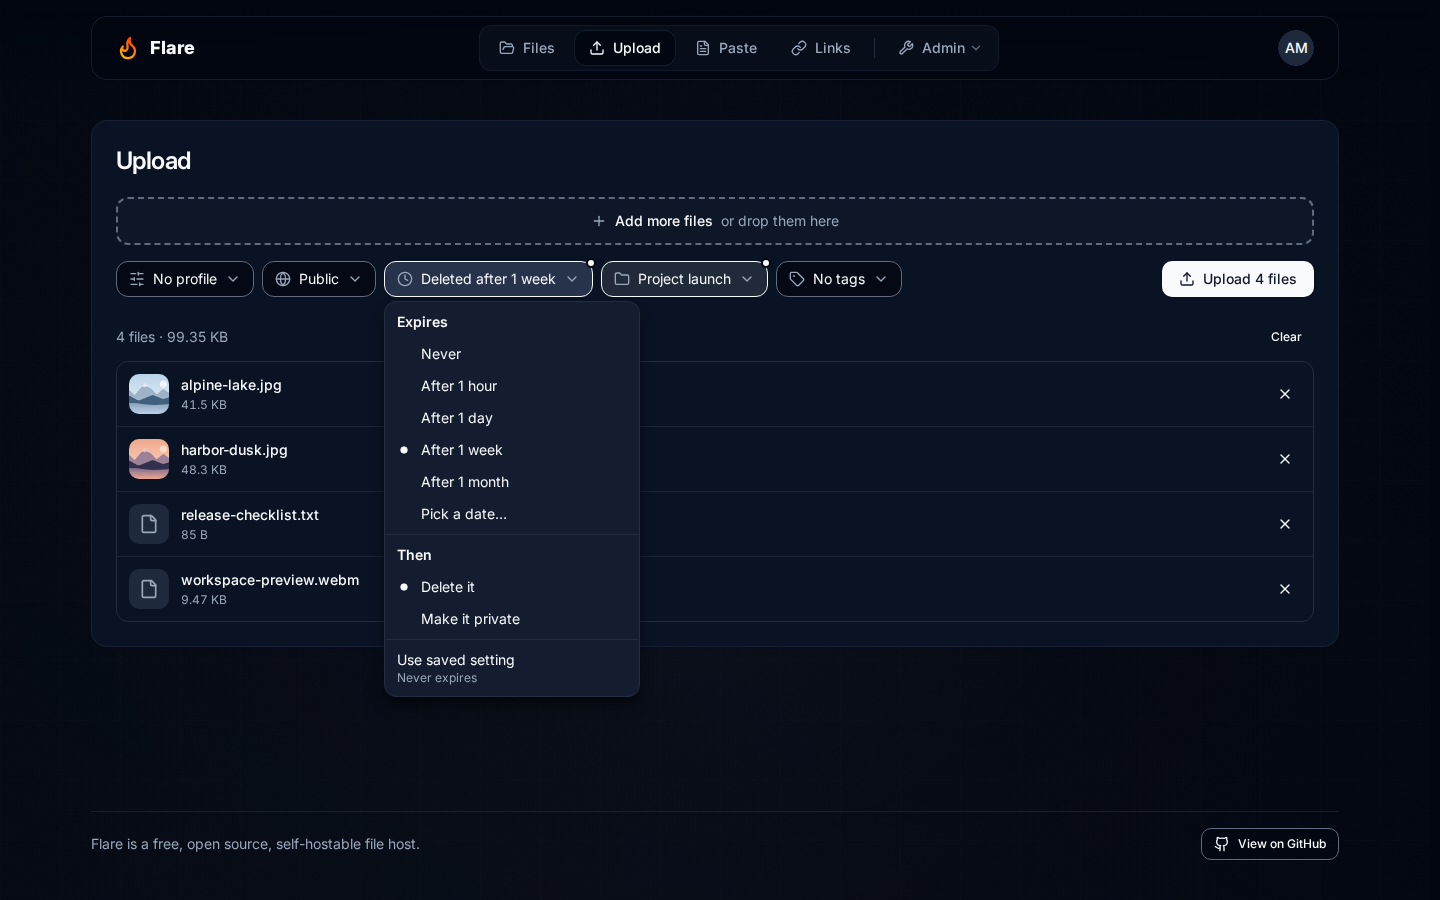 Flare
Files
Upload
Paste
Links
Admin
AM
Upload
Add more files or drop them here
No profile
Public
Deleted after 1 week
Project launch
No tags
Upload 4 files
4 files · 99.35 KB
Clear
alpine-lake.jpg
41.5 KB
harbor-dusk.jpg
48.3 KB
release-checklist.txt
85 B
workspace-preview.webm
9.47 KB
Expires
Never
After 1 hour
After 1 day
After 1 week
After 1 month
Pick a date...
Then
Delete it
Make it private
Use saved setting
Never expires
Flare is a free, open source, self-hostable file host.
View on GitHub